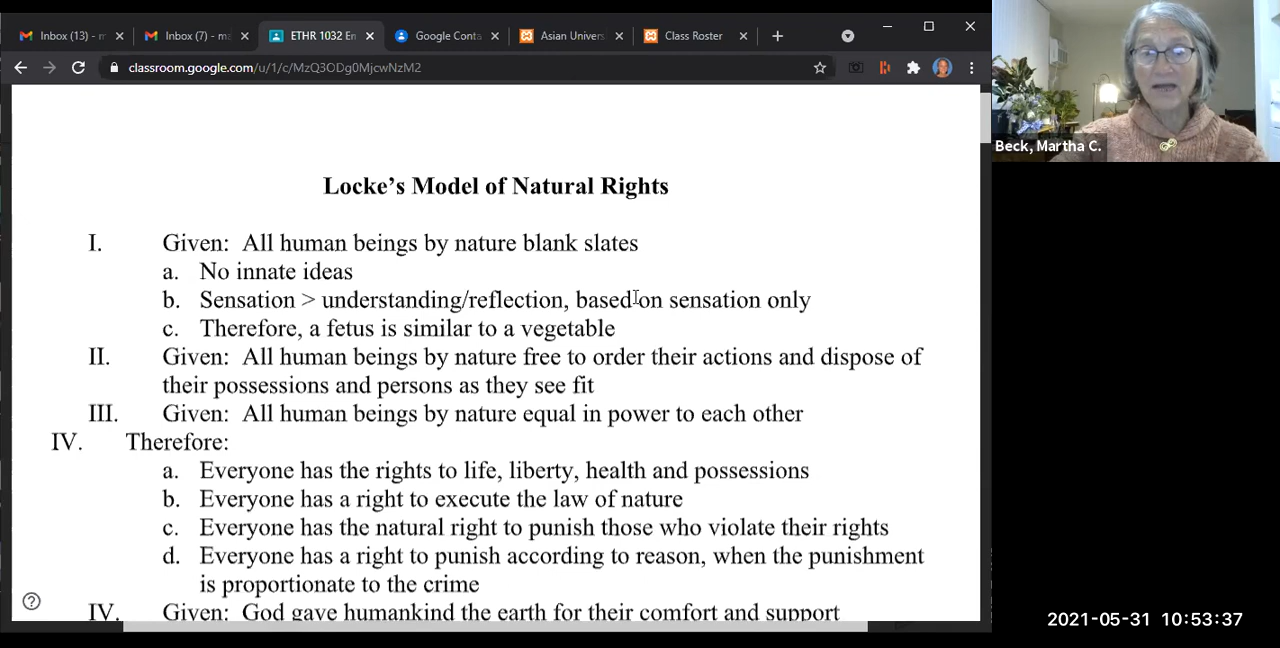 Inbox (13) - m
Inbox (7) - ma
ETHR 1032 En
Google Conta
Asian Univers
Class Roster
classroom.google.com/u/1/c/MzQ3ODg0MjcwNzM2
Beck, Martha C.
Locke's Model of Natural Rights
I. Given: All human beings by nature blank slates
a. No innate ideas
b. Sensation > understanding/reflection, based on sensation only
c. Therefore, a fetus is similar to a vegetable
II. Given: All human beings by nature free to order their actions and dispose of
their possessions and persons as they see fit
III. Given: All human beings by nature equal in power to each other
IV. Therefore:
a. Everyone has the rights to life, liberty, health and possessions
b. Everyone has a right to execute the law of nature
c. Everyone has the natural right to punish those who violate their rights
d. Everyone has a right to punish according to reason, when the punishment
is proportionate to the crime
IV. Given: God gave humankind the earth for their comfort and support
2021-05-31 10:53:37